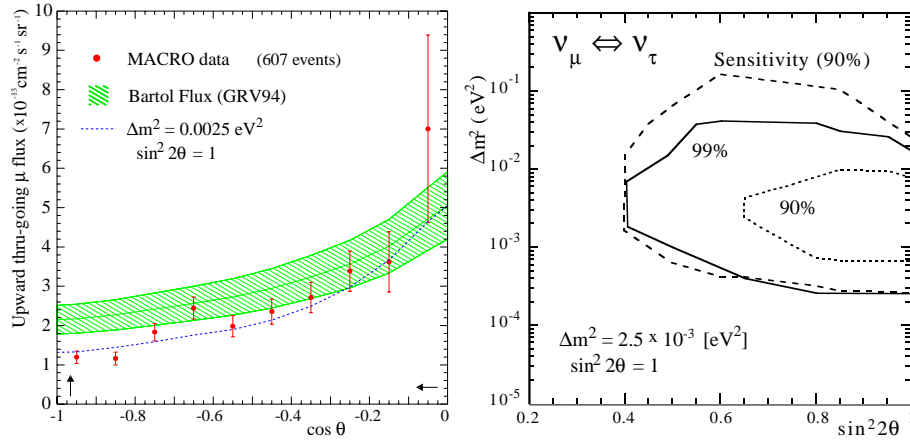 10
9
8
7
6
5
4
3
2
1
0
Upward thru-going μ flux (x10⁻¹³cm⁻² s⁻¹ sr⁻¹)
MACRO data (607 events)
Bartol Flux (GRV94)
Δm² = 0.0025 eV²
sin² 2θ = 1
-1 -0.8 -0.6 -0.4 -0.2 0
cos θ
ν_μ ⇔ ν_τ
Sensitivity (90%)
99%
90%
Δm² = 2.5 x 10⁻³ [eV²]
sin² 2θ = 1
Δm² (eV²)
10⁻¹
10⁻²
10⁻³
10⁻⁴
10⁻⁵
0.2 0.4 0.6 0.8
sin²2θ